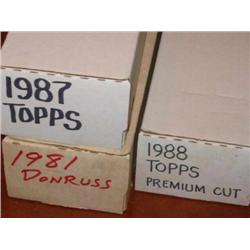 1987
TOPPS
1981
DONRUSS
1988
TOPPS
PREMIUM CUT